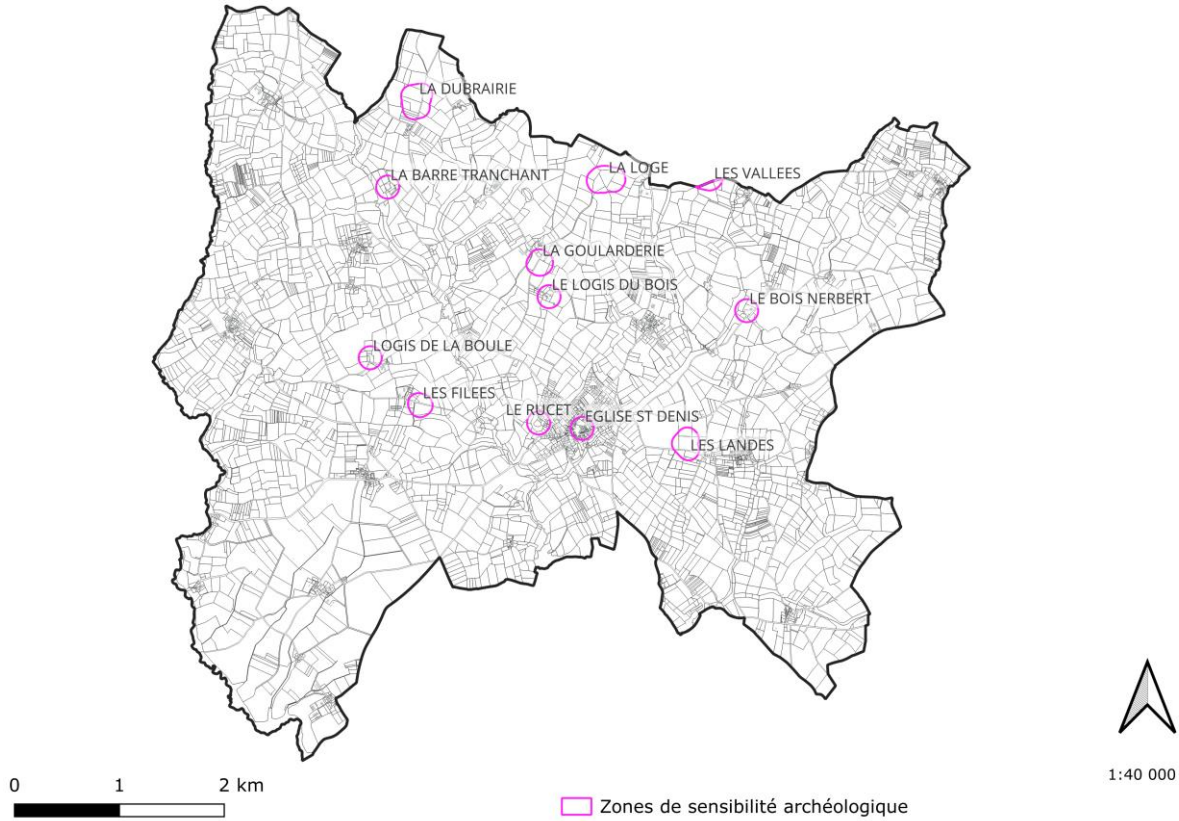 LA DUBRAIRIE
LA BARRE TRANCHANT
LA LOGE
LES VALLEES
LA GOULARDERIE
LE LOGIS DU BOIS
LE BOIS NERBERT
LOGIS DE LA BOULE
LES FILEES
LE RUCET
EGLISE ST DENIS
LES LANDES
0 1 2 km
Zones de sensibilité archéologique
1:40 000